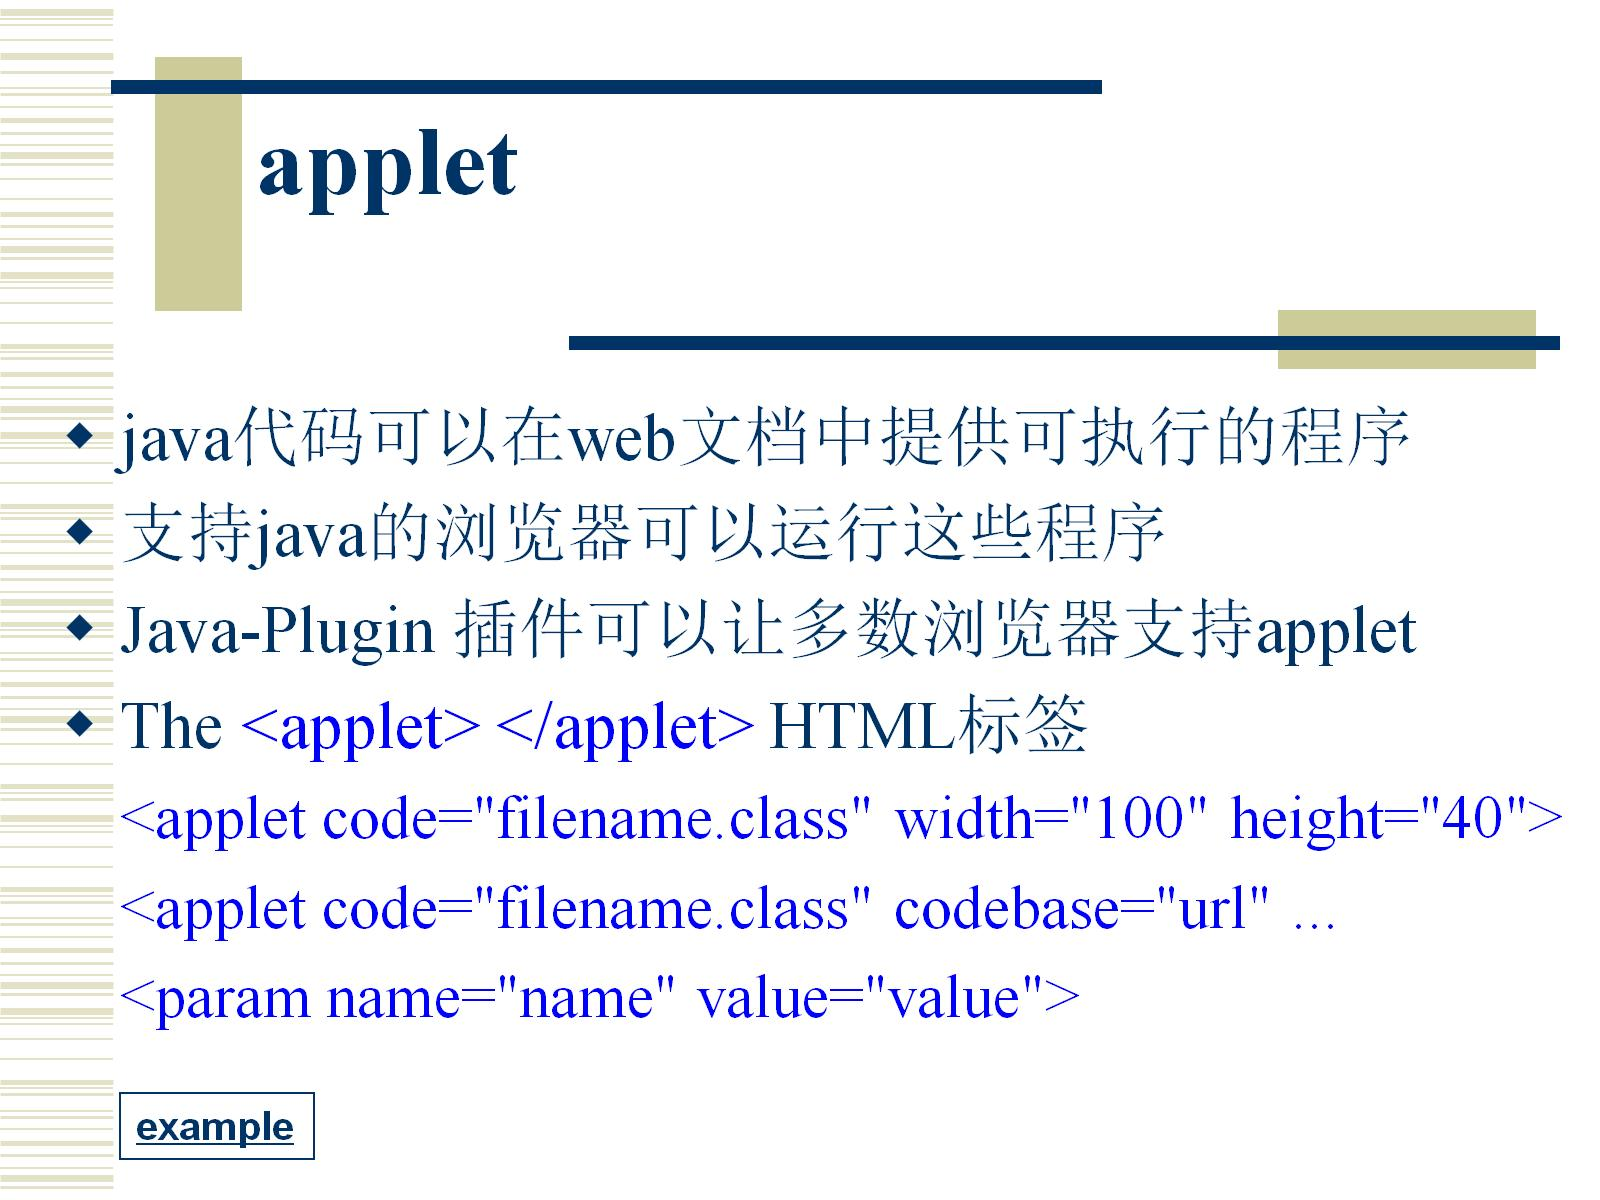 applet
java代码可以在web文档中提供可执行的程序
支持java的浏览器可以运行这些程序
Java-Plugin 插件可以让多数浏览器支持applet
The <applet> </applet> HTML标签
<applet code="filename.class" width="100" height="40">
<applet code="filename.class" codebase="url" ...
<param name="name" value="value">
example